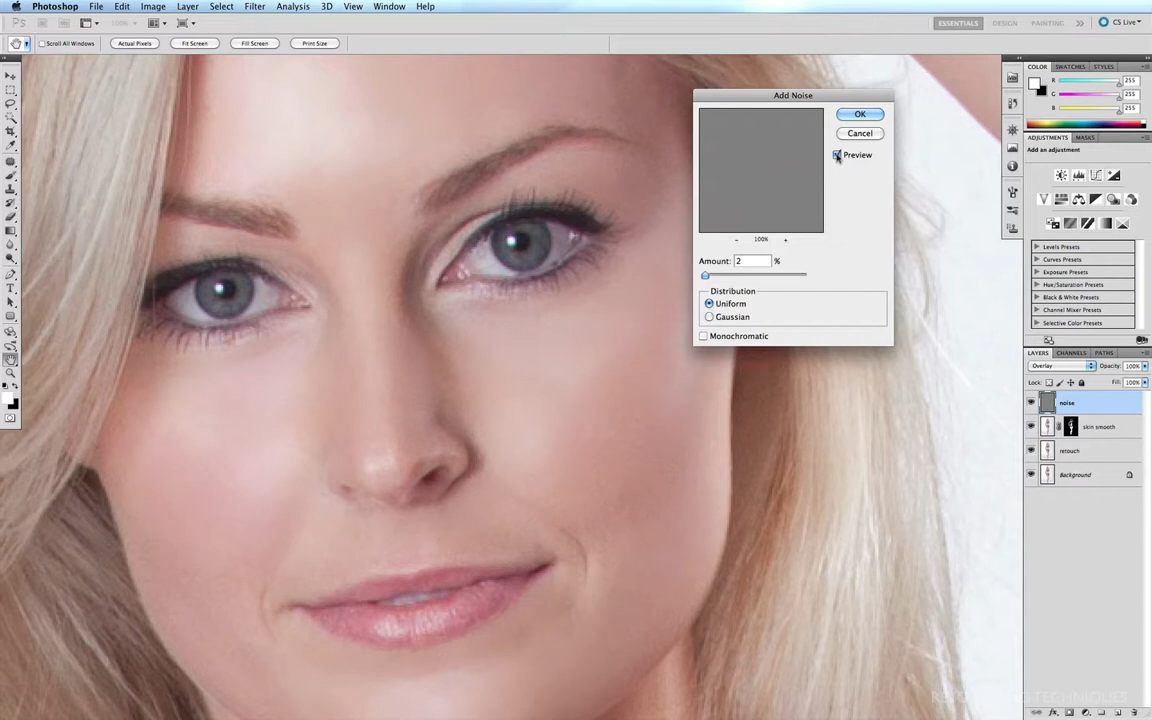 Photoshop File Edit Image Layer Select Filter Analysis 3D View Window Help
Ps 100% ESSENTIALS DESIGN PAINTING CS Live
Scroll All Windows Actual Pixels Fit Screen Fill Screen Print Size
COLOR SWATCHES STYLES
R 255
G 255
B 255
Add Noise
OK
Cancel
Preview
100%
Amount: 2 %
Distribution
Uniform
Gaussian
Monochromatic
ADJUSTMENTS MASKS
Add an adjustment
Levels Presets
Curves Presets
Exposure Presets
Hue/Saturation Presets
Black & White Presets
Channel Mixer Presets
Selective Color Presets
LAYERS CHANNELS PATHS
Overlay Opacity: 100%
Lock: Fill: 100%
noise
skin smooth
retouch
Background